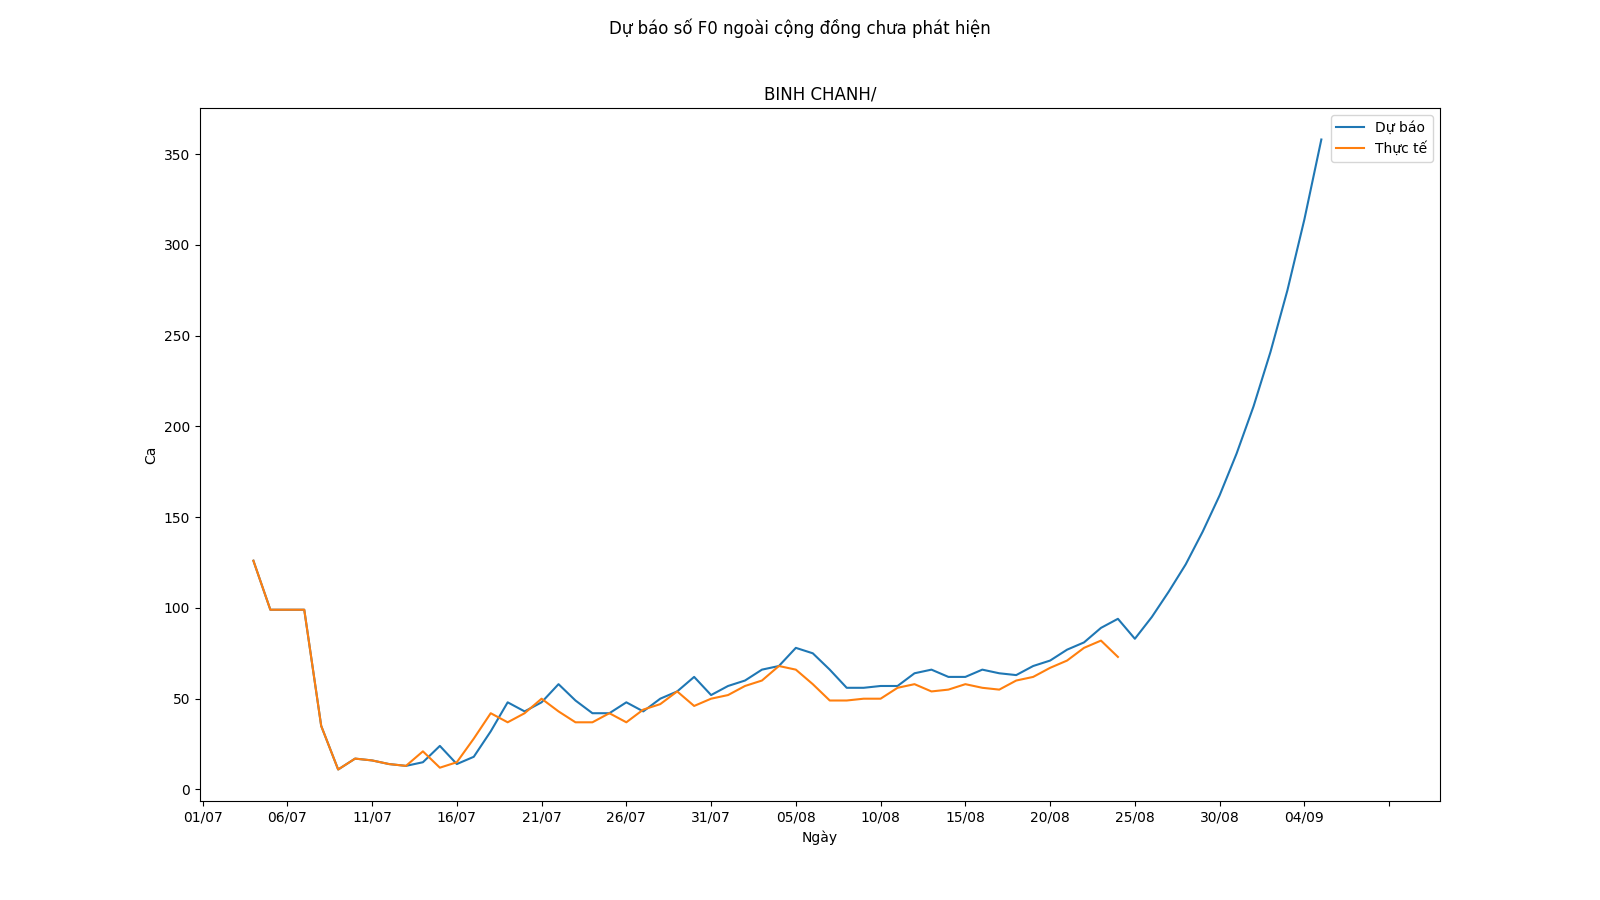 Dự báo số F0 ngoài cộng đồng chưa phát hiện
BINH CHANH/
Dự báo
Thực tế
350
300
250
200
150
100
50
0
Ca
01/07 06/07 11/07 16/07 21/07 26/07 31/07 05/08 10/08 15/08 20/08 25/08 30/08 04/09
Ngày